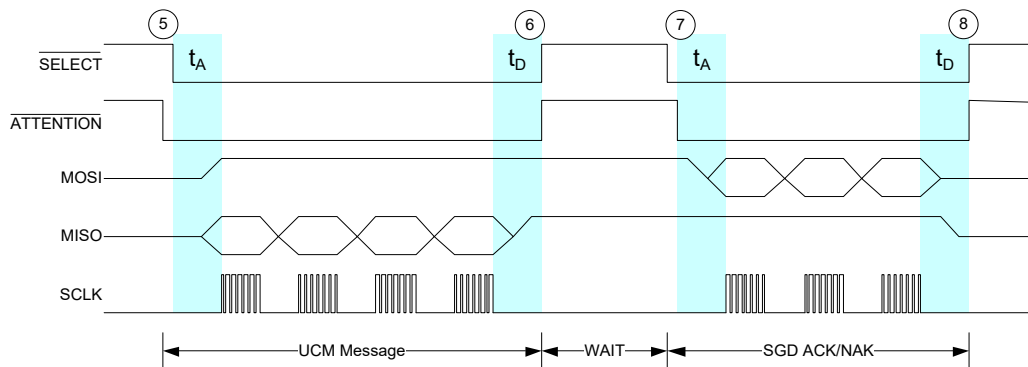 5 6 7 8
SELECT tA tD tA tD
ATTENTION
MOSI
MISO
SCLK
UCM Message WAIT SGD ACK/NAK